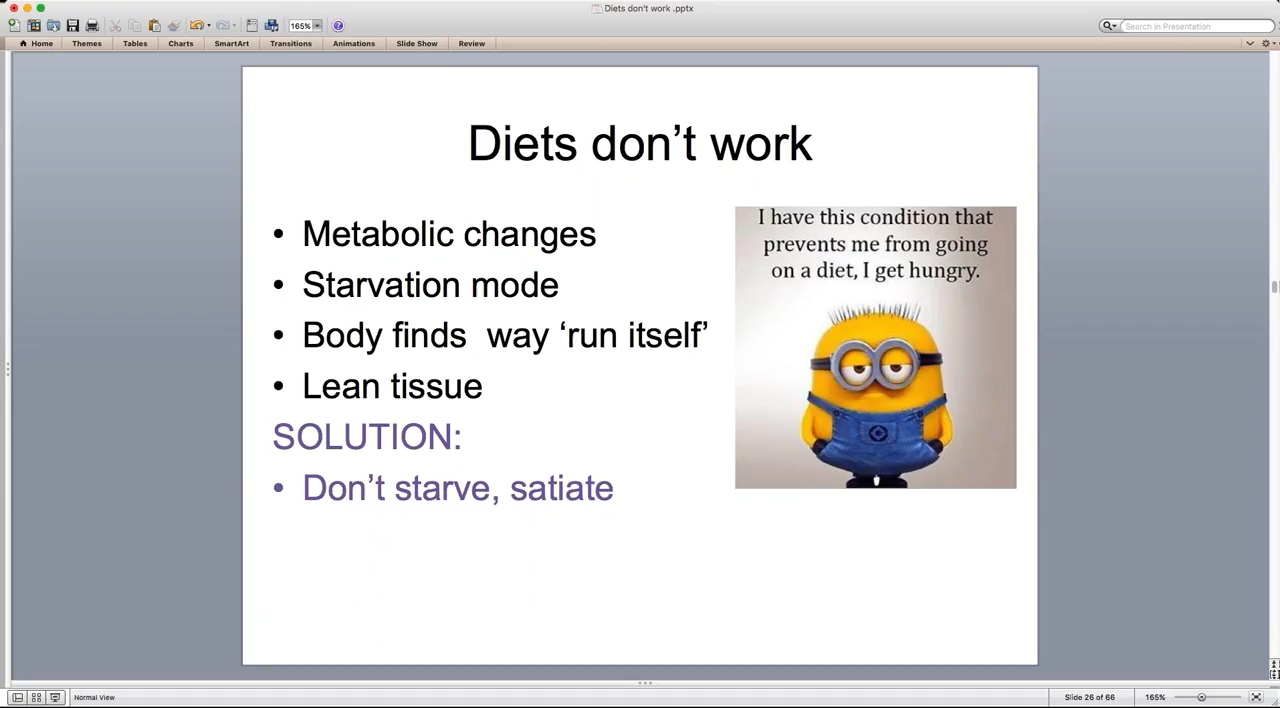 Diets don't work .pptx
165%
Search in Presentation
Home Themes Tables Charts SmartArt Transitions Animations Slide Show Review
Diets don’t work
• Metabolic changes
• Starvation mode
• Body finds  way ‘run itself’
• Lean tissue
SOLUTION:
• Don’t starve, satiate
I have this condition that
prevents me from going
on a diet, I get hungry.
Normal View
Slide 26 of 66
165%